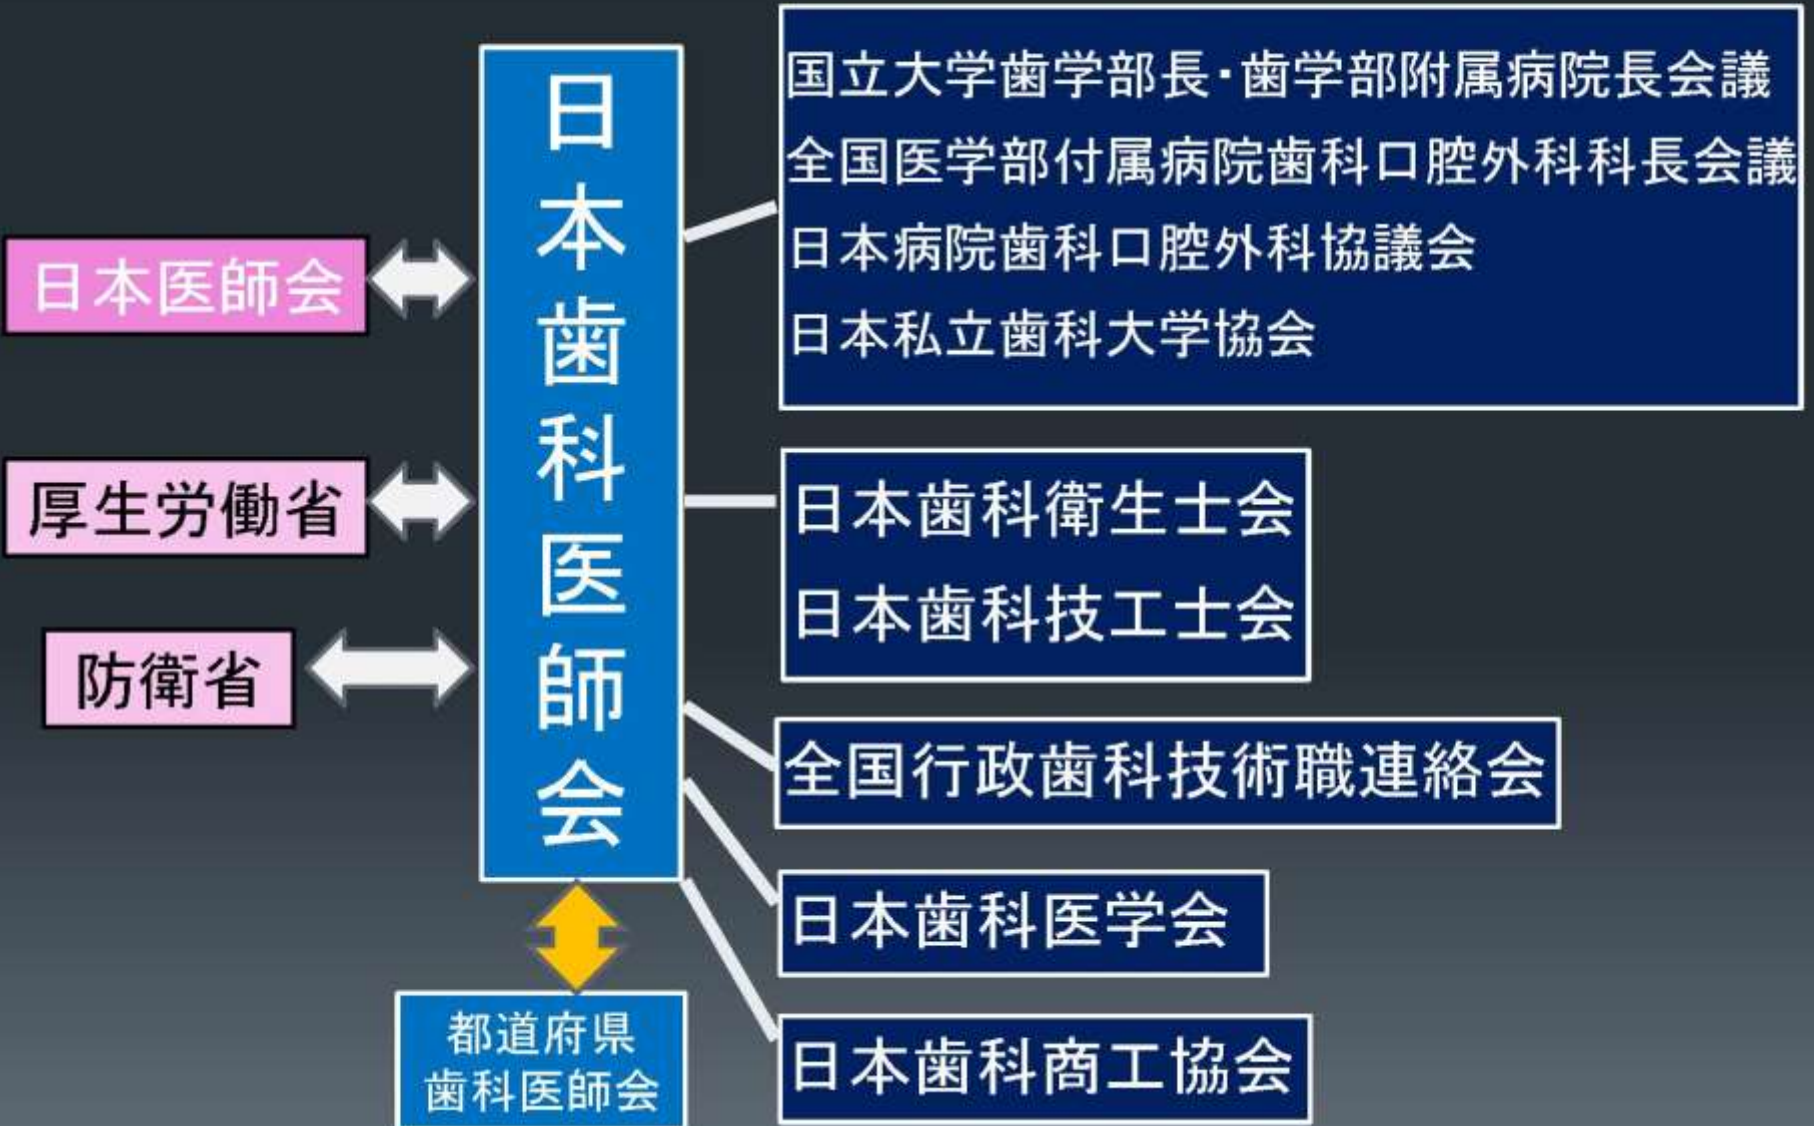 日本歯科医師会
日本医師会
厚生労働省
防衛省
都道府県
歯科医師会
国立大学歯学部長・歯学部附属病院長会議
全国医学部付属病院歯科口腔外科科長会議
日本病院歯科口腔外科協議会
日本私立歯科大学協会
日本歯科衛生士会
日本歯科技工士会
全国行政歯科技術職連絡会
日本歯科医学会
日本歯科商工協会